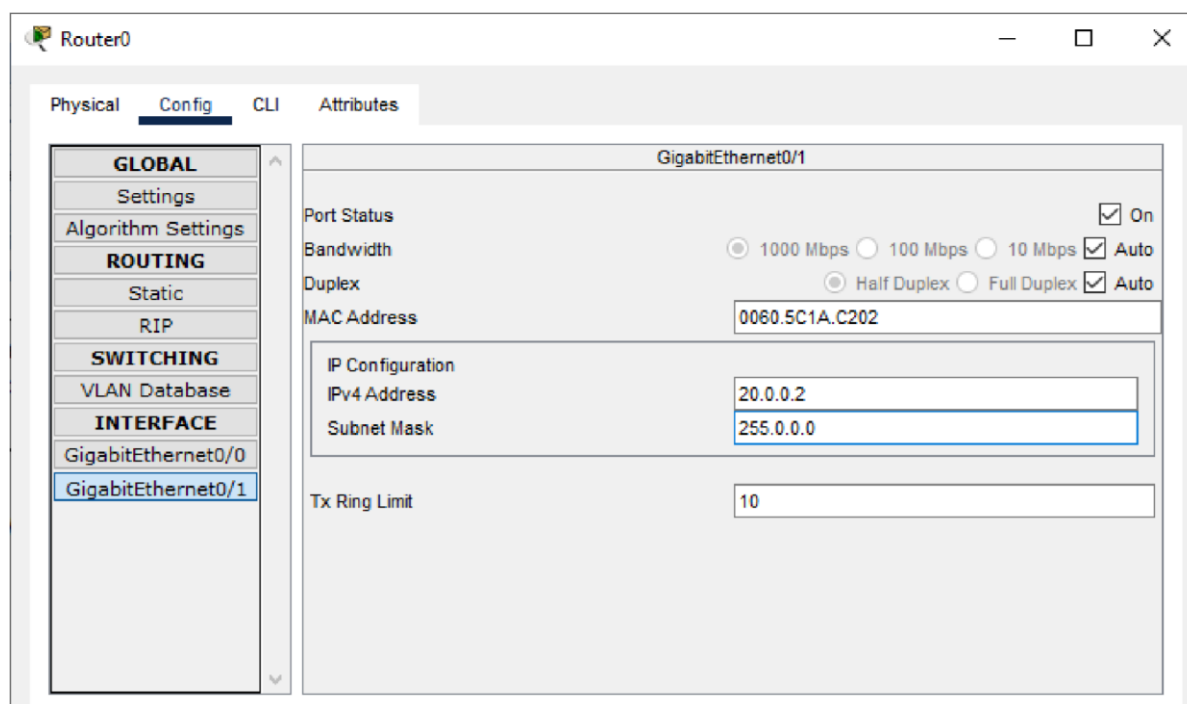 Router0
Physical Config CLI Attributes
GLOBAL
Settings
Algorithm Settings
ROUTING
Static
RIP
SWITCHING
VLAN Database
INTERFACE
GigabitEthernet0/0
GigabitEthernet0/1
GigabitEthernet0/1
Port Status On
Bandwidth 1000 Mbps 100 Mbps 10 Mbps Auto
Duplex Half Duplex Full Duplex Auto
MAC Address 0060.5C1A.C202
IP Configuration
IPv4 Address 20.0.0.2
Subnet Mask 255.0.0.0
Tx Ring Limit 10